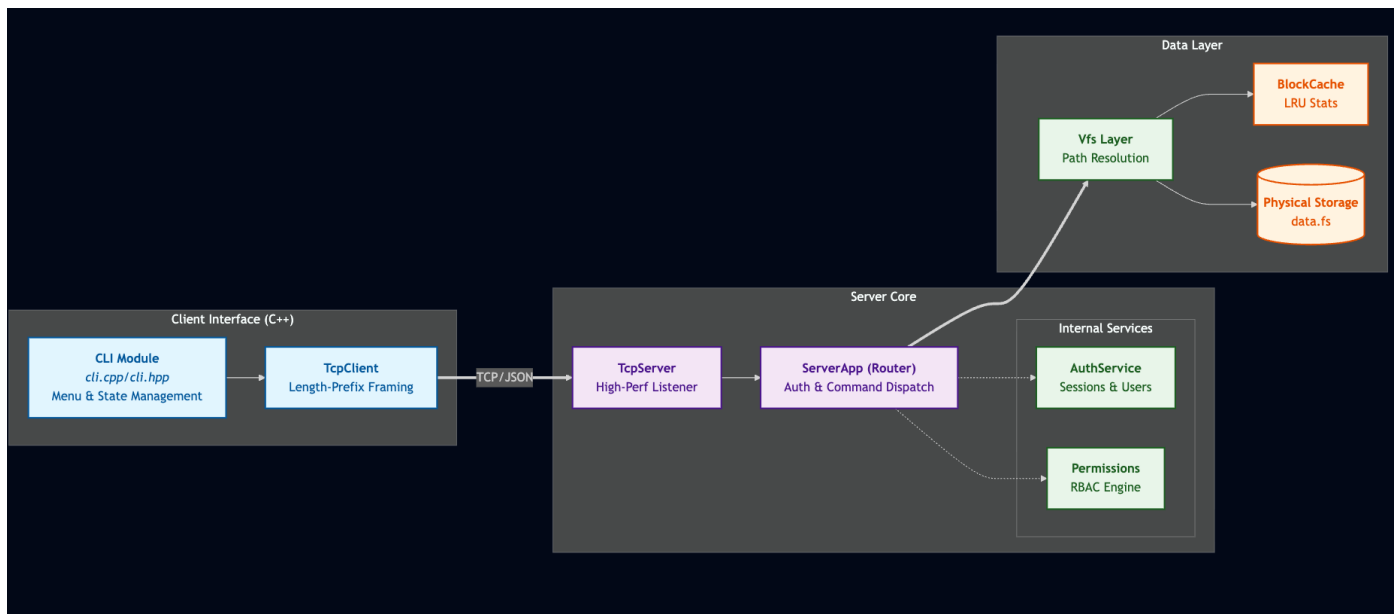 Data Layer
BlockCache
LRU Stats
Vfs Layer
Path Resolution
Physical Storage
data.fs
Server Core
Client Interface (C++)
Internal Services
CLI Module
cli.cpp/cli.hpp
Menu & State Management
TcpClient
Length-Prefix Framing
TCP/JSON
TcpServer
High-Perf Listener
ServerApp (Router)
Auth & Command Dispatch
AuthService
Sessions & Users
Permissions
RBAC Engine